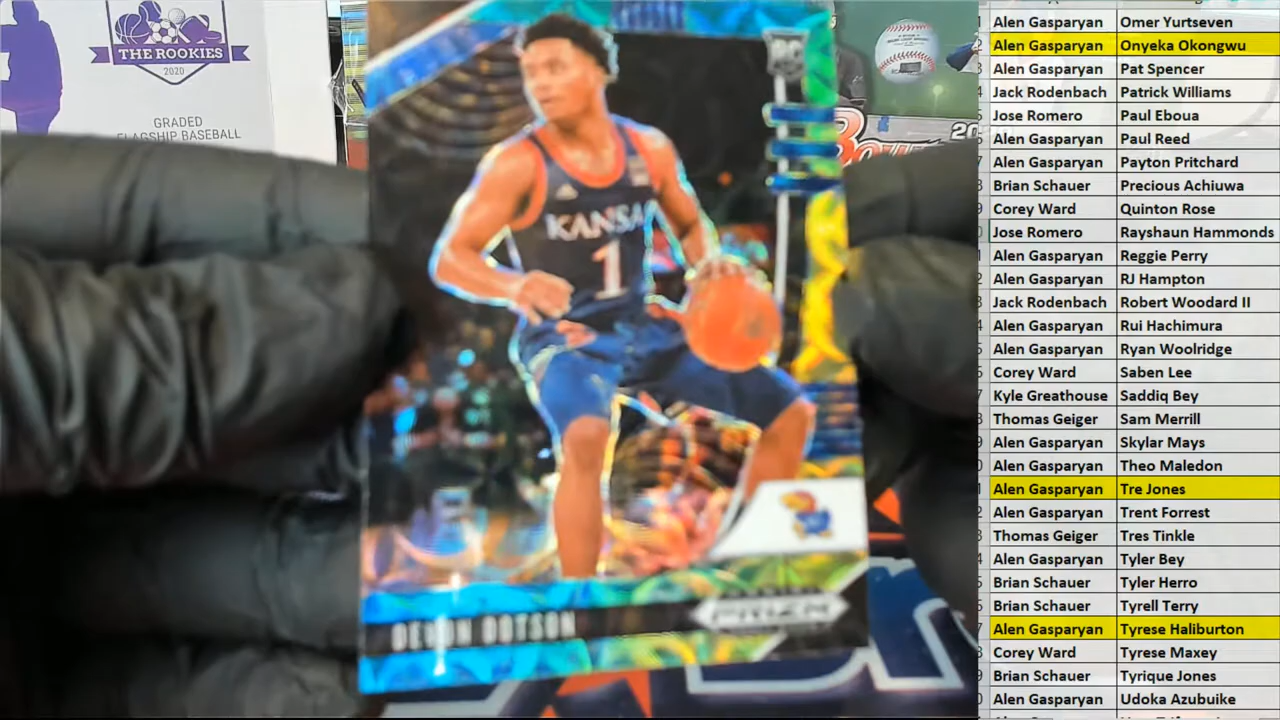 THE ROOKIES
2020
GRADED
FLAGSHIP BASEBALL
RC
KANSA
1
DEVON DOTSON
PRIZM
20
Alen Gasparyan Omer Yurtseven
Alen Gasparyan Onyeka Okongwu
Alen Gasparyan Pat Spencer
Jack Rodenbach Patrick Williams
Jose Romero Paul Eboua
Alen Gasparyan Paul Reed
Alen Gasparyan Payton Pritchard
Brian Schauer Precious Achiuwa
Corey Ward Quinton Rose
Jose Romero Rayshaun Hammonds
Alen Gasparyan Reggie Perry
Alen Gasparyan RJ Hampton
Jack Rodenbach Robert Woodard II
Alen Gasparyan Rui Hachimura
Alen Gasparyan Ryan Woolridge
Corey Ward Saben Lee
Kyle Greathouse Saddiq Bey
Thomas Geiger Sam Merrill
Alen Gasparyan Skylar Mays
Alen Gasparyan Theo Maledon
Alen Gasparyan Tre Jones
Alen Gasparyan Trent Forrest
Thomas Geiger Tres Tinkle
Alen Gasparyan Tyler Bey
Brian Schauer Tyler Herro
Brian Schauer Tyrell Terry
Alen Gasparyan Tyrese Haliburton
Corey Ward Tyrese Maxey
Brian Schauer Tyrique Jones
Alen Gasparyan Udoka Azubuike